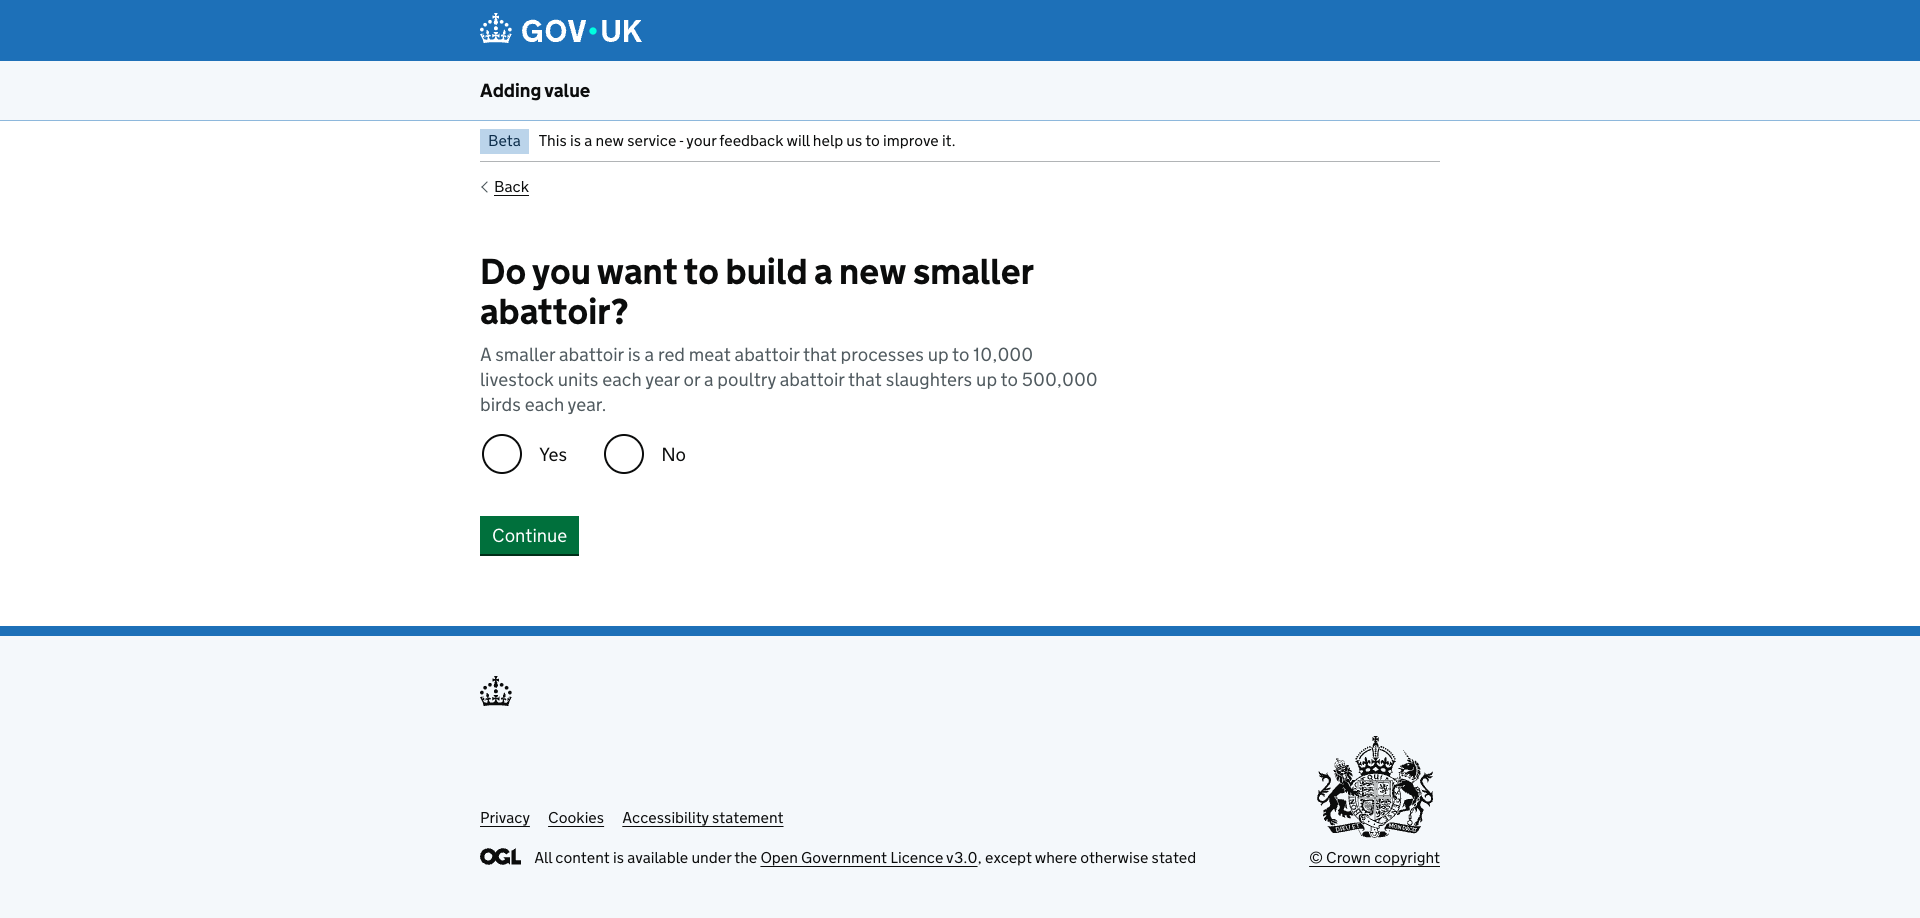 GOV·UK
Adding value
Beta This is a new service - your feedback will help us to improve it.
Back
Do you want to build a new smaller
abattoir?
A smaller abattoir is a red meat abattoir that processes up to 10,000
livestock units each year or a poultry abattoir that slaughters up to 500,000
birds each year.
Yes No
Continue
Privacy Cookies Accessibility statement
OGL All content is available under the Open Government Licence v3.0, except where otherwise stated
© Crown copyright